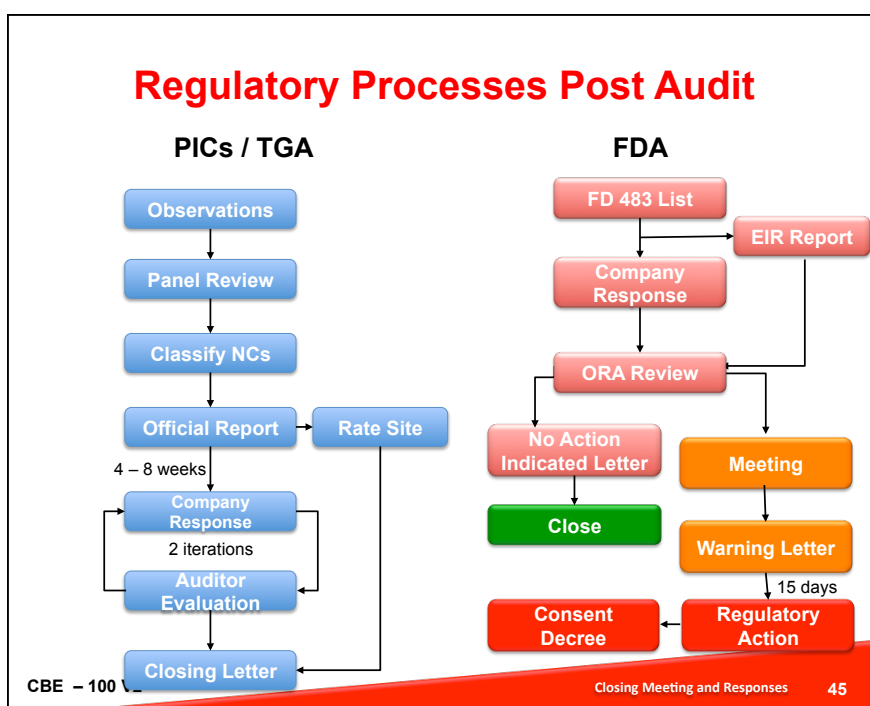 Regulatory Processes Post Audit
PICs / TGA
Observations
Panel Review
Classify NCs
Official Report
Rate Site
4 – 8 weeks
Company
Response
2 iterations
Auditor
Evaluation
Closing Letter
FDA
FD 483 List
EIR Report
Company
Response
ORA Review
No Action
Indicated Letter
Close
Meeting
Warning Letter
15 days
Regulatory
Action
Consent
Decree
CBE – 100
Closing Meeting and Responses
45